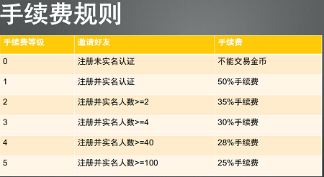 手续费规则
手续费等级 邀请好友 手续费
0 注册未实名认证 不能交易金币
1 注册并实名认证 50%手续费
2 注册并实名人数>=2 35%手续费
3 注册并实名人数>=4 30%手续费
4 注册并实名人数>=40 28%手续费
5 注册并实名人数>=100 25%手续费